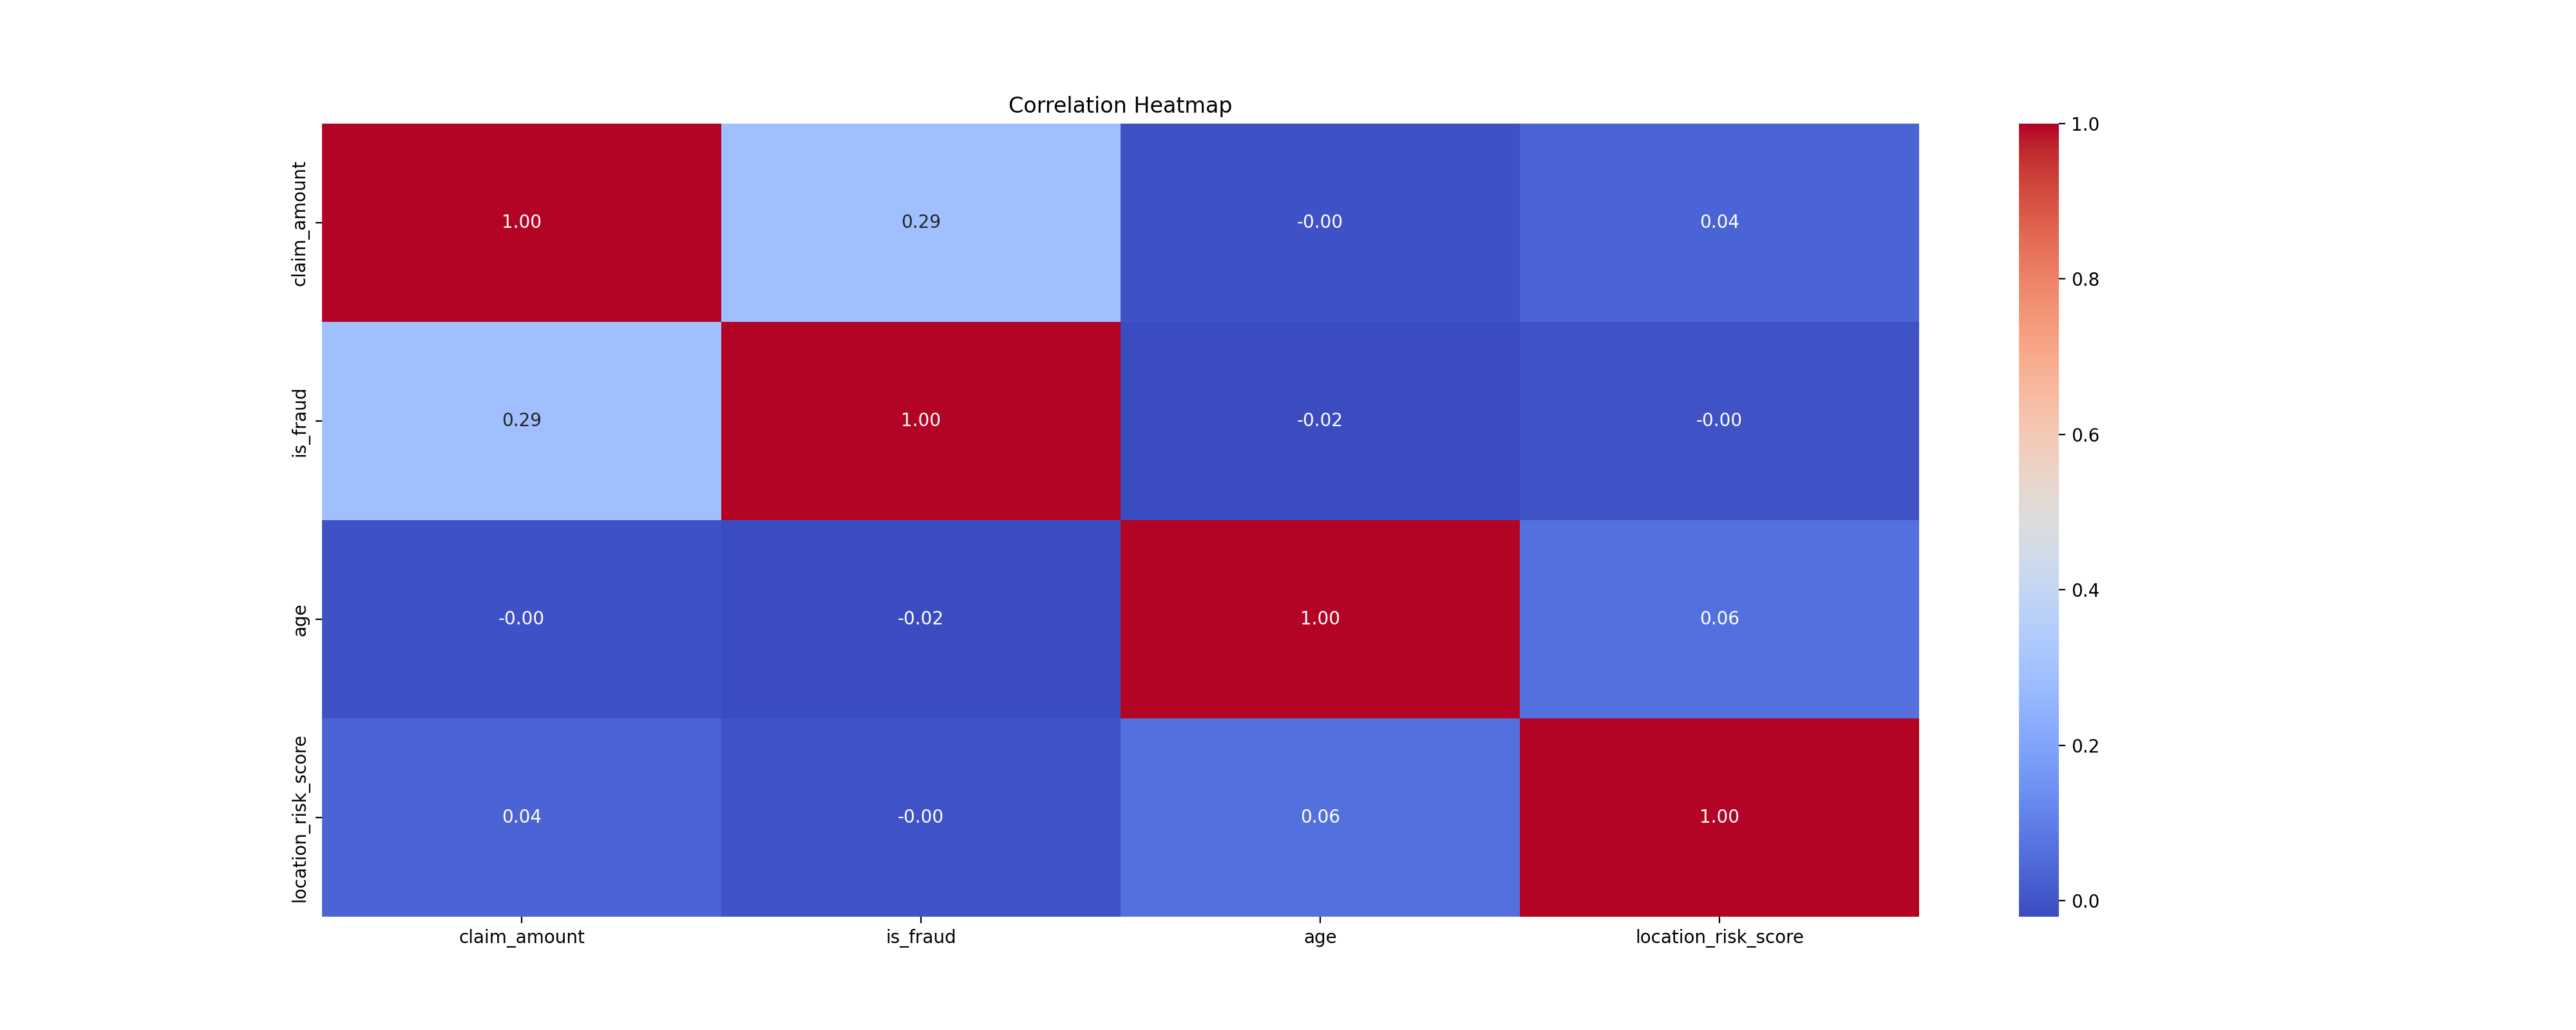 Correlation Heatmap
claim_amount
1.00 0.29 -0.00 0.04
is_fraud
0.29 1.00 -0.02 -0.00
age
-0.00 -0.02 1.00 0.06
location_risk_score
0.04 -0.00 0.06 1.00
claim_amount is_fraud age location_risk_score
1.0
0.8
0.6
0.4
0.2
0.0